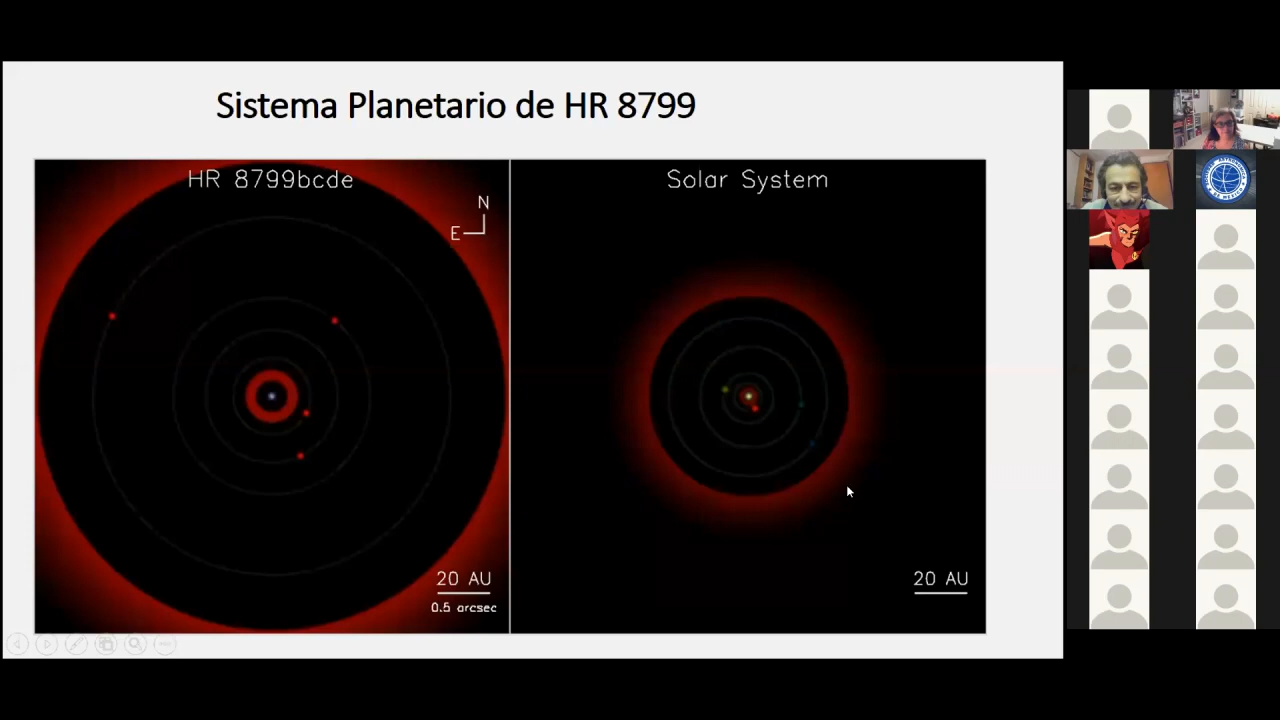 Sistema Planetario de HR 8799
HR 8799bcde
N
E
20 AU
0.5 arcsec
Solar System
20 AU